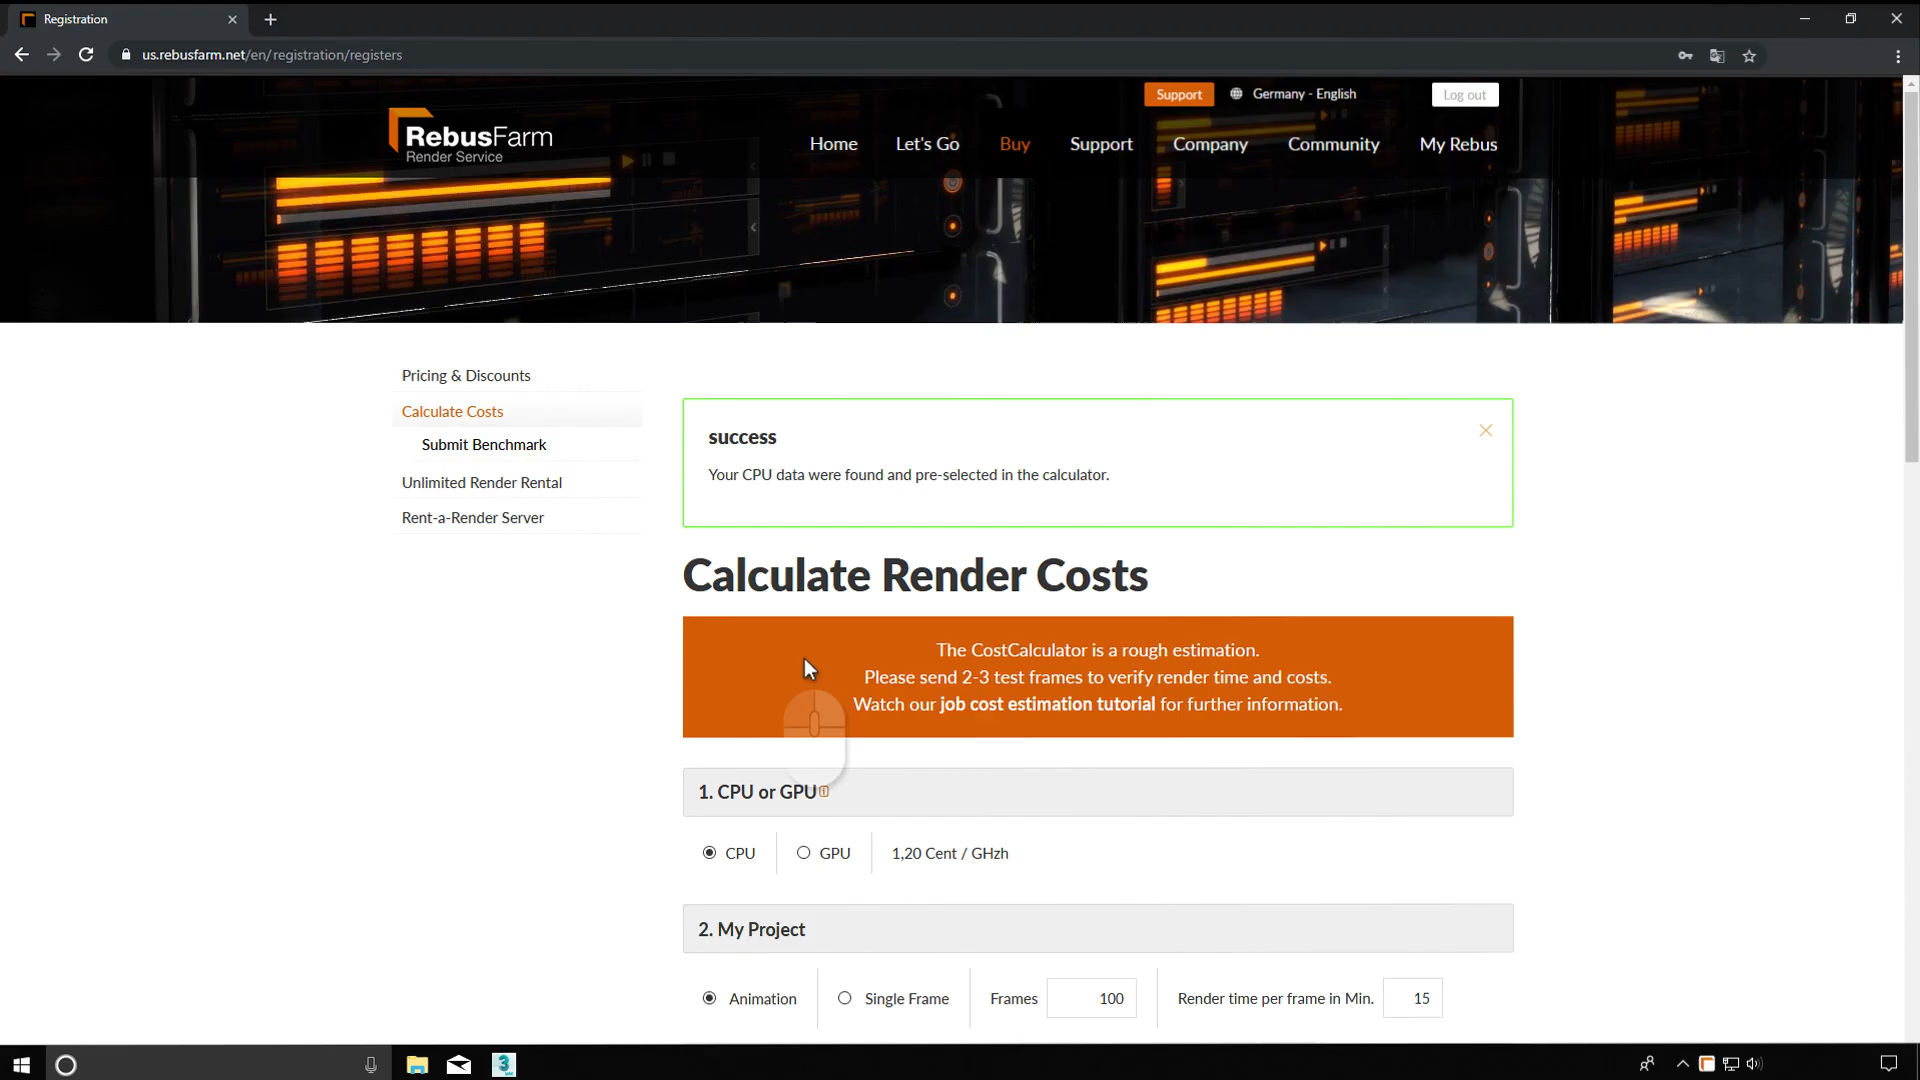 Registration
us.rebusfarm.net/en/registration/registers
Support
Germany - English
Log out
RebusFarm
Render Service
Home
Let's Go
Buy
Support
Company
Community
My Rebus
Pricing & Discounts
Calculate Costs
Submit Benchmark
Unlimited Render Rental
Rent-a-Render Server
success
Your CPU data were found and pre-selected in the calculator.
Calculate Render Costs
The CostCalculator is a rough estimation.
Please send 2-3 test frames to verify render time and costs.
Watch our job cost estimation tutorial for further information.
1. CPU or GPU
CPU
GPU
1,20 Cent / GHzh
2. My Project
Animation
Single Frame
Frames
100
Render time per frame in Min.
15
3